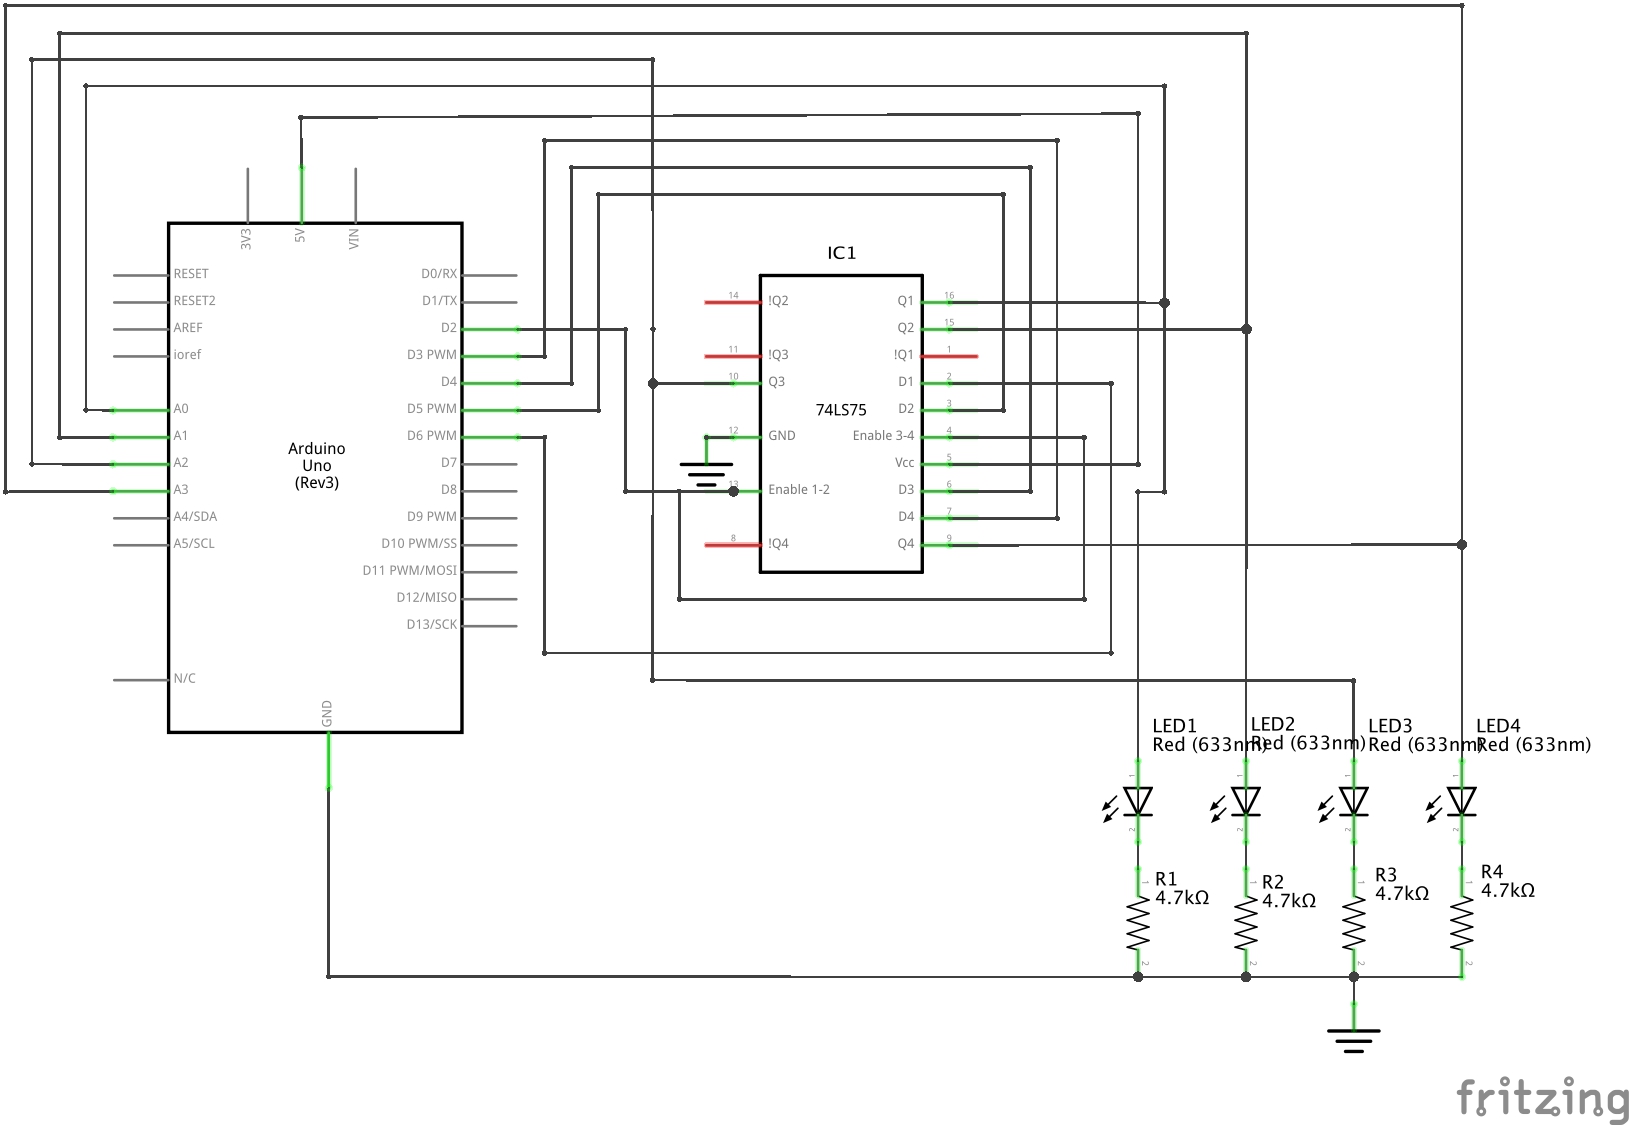 3V3
5V
VIN
RESET
RESET2
AREF
ioref
A0
A1
A2
A3
A4/SDA
A5/SCL
N/C
Arduino
Uno
(Rev3)
D0/RX
D1/TX
D2
D3 PWM
D4
D5 PWM
D6 PWM
D7
D8
D9 PWM
D10 PWM/SS
D11 PWM/MOSI
D12/MISO
D13/SCK
GND
IC1
14 !Q2
11 !Q3
10 Q3
12 GND
13 Enable 1-2
8 !Q4
74LS75
Q1 16
Q2 15
!Q1 1
D1 2
D2 3
Enable 3-4 4
Vcc 5
D3 6
D4 7
Q4 9
LED1
Red (633nm)
LED2
Red (633nm)
LED3
Red (633nm)
LED4
Red (633nm)
1
2
1
2
1
2
1
2
R1
4.7kΩ
R2
4.7kΩ
R3
4.7kΩ
R4
4.7kΩ
1
2
1
2
1
2
1
2
fritzing